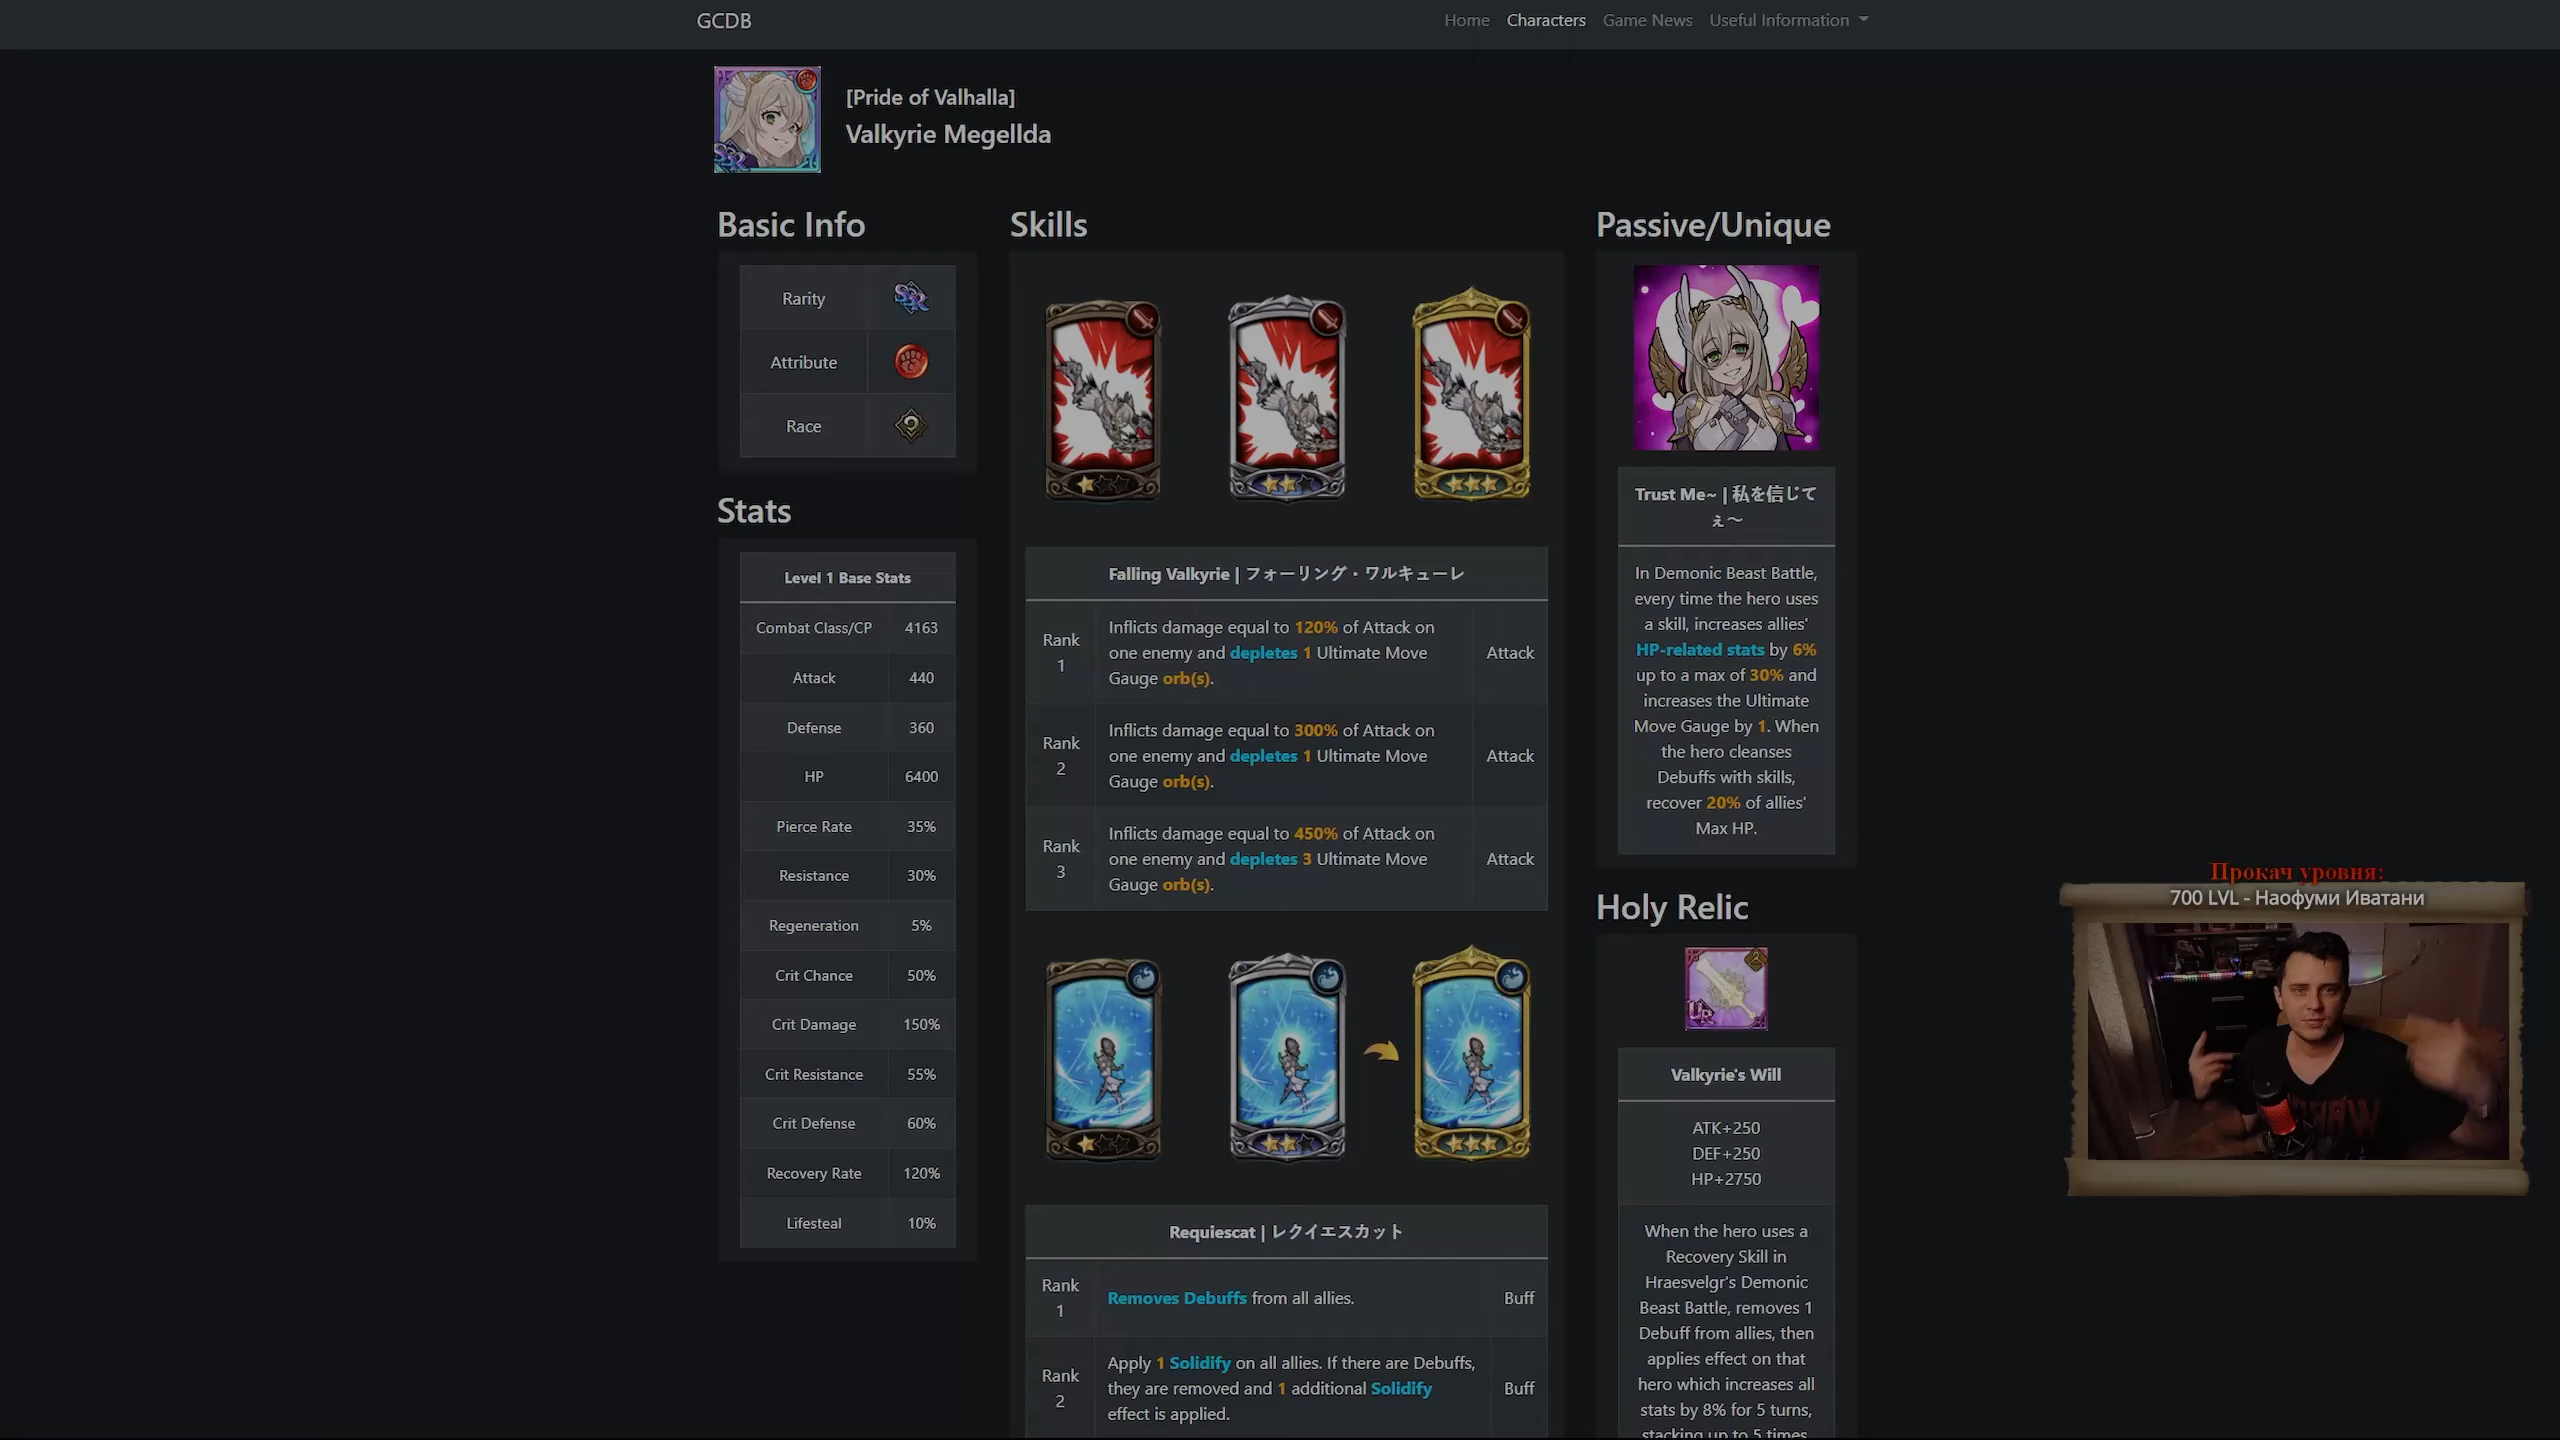 GCDB
Home
Characters
Game News
Useful Information
[Pride of Valhalla]
Valkyrie Megellda
Basic Info
Rarity
SSR
Attribute
Race
Stats
Level 1 Base Stats
Combat Class/CP 4163
Attack 440
Defense 360
HP 6400
Pierce Rate 35%
Resistance 30%
Regeneration 5%
Crit Chance 50%
Crit Damage 150%
Crit Resistance 55%
Crit Defense 60%
Recovery Rate 120%
Lifesteal 10%
Skills
Falling Valkyrie | フォーリング・ワルキューレ
Rank
1
Inflicts damage equal to 120% of Attack on
one enemy and depletes 1 Ultimate Move
Gauge orb(s).
Attack
Rank
2
Inflicts damage equal to 300% of Attack on
one enemy and depletes 1 Ultimate Move
Gauge orb(s).
Attack
Rank
3
Inflicts damage equal to 450% of Attack on
one enemy and depletes 3 Ultimate Move
Gauge orb(s).
Attack
Requiescat | レクイエスカット
Rank
1
Removes Debuffs from all allies.
Buff
Rank
2
Apply 1 Solidify on all allies. If there are Debuffs,
they are removed and 1 additional Solidify
effect is applied.
Buff
Passive/Unique
Trust Me~ | 私を信じて
ぇ～
In Demonic Beast Battle,
every time the hero uses
a skill, increases allies'
HP-related stats by 6%
up to a max of 30% and
increases the Ultimate
Move Gauge by 1. When
the hero cleanses
Debuffs with skills,
recover 20% of allies'
Max HP.
Holy Relic
UR
Valkyrie's Will
ATK+250
DEF+250
HP+2750
When the hero uses a
Recovery Skill in
Hraesvelgr's Demonic
Beast Battle, removes 1
Debuff from allies, then
applies effect on that
hero which increases all
stats by 8% for 5 turns,
stacking up to 5 times
Прокач уровня:
700 LVL - Наофуми Иватани